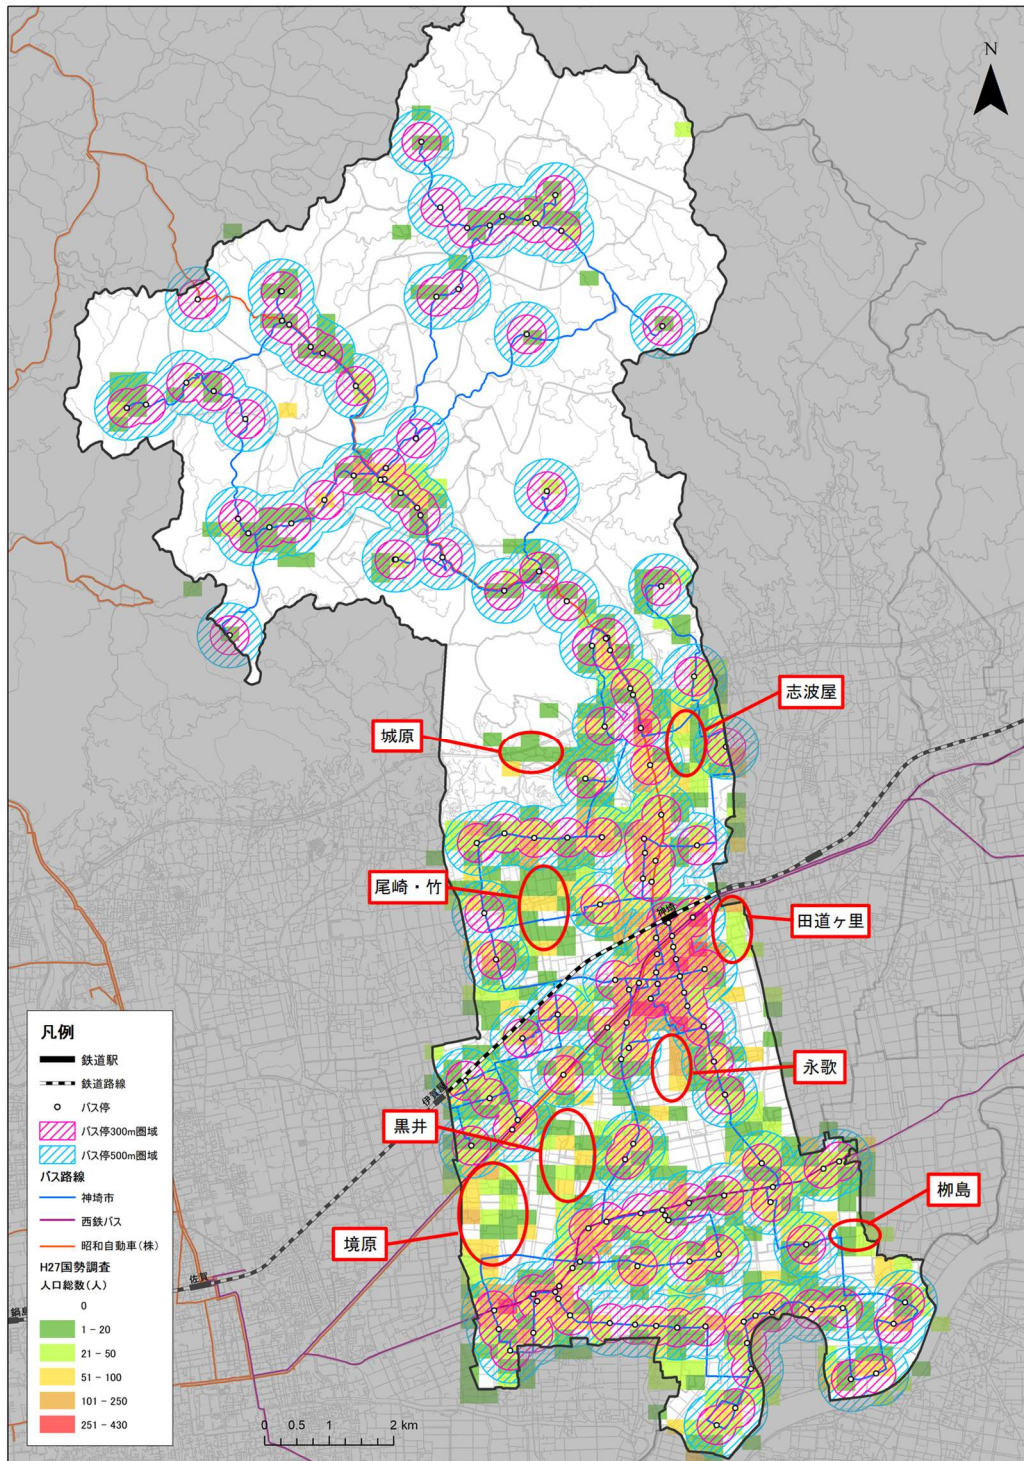 N
志波屋
城原
尾崎・竹
神埼
田道ヶ里
永歌
伊賀屋
黒井
栁島
境原
佐賀
鍋島
凡例
鉄道駅
鉄道路線
バス停
バス停300m圏域
バス停500m圏域
バス路線
神埼市
西鉄バス
昭和自動車(株)
H27国勢調査
人口総数(人)
0
1 - 20
21 - 50
51 - 100
101 - 250
251 - 430
0 0.5 1 2 km